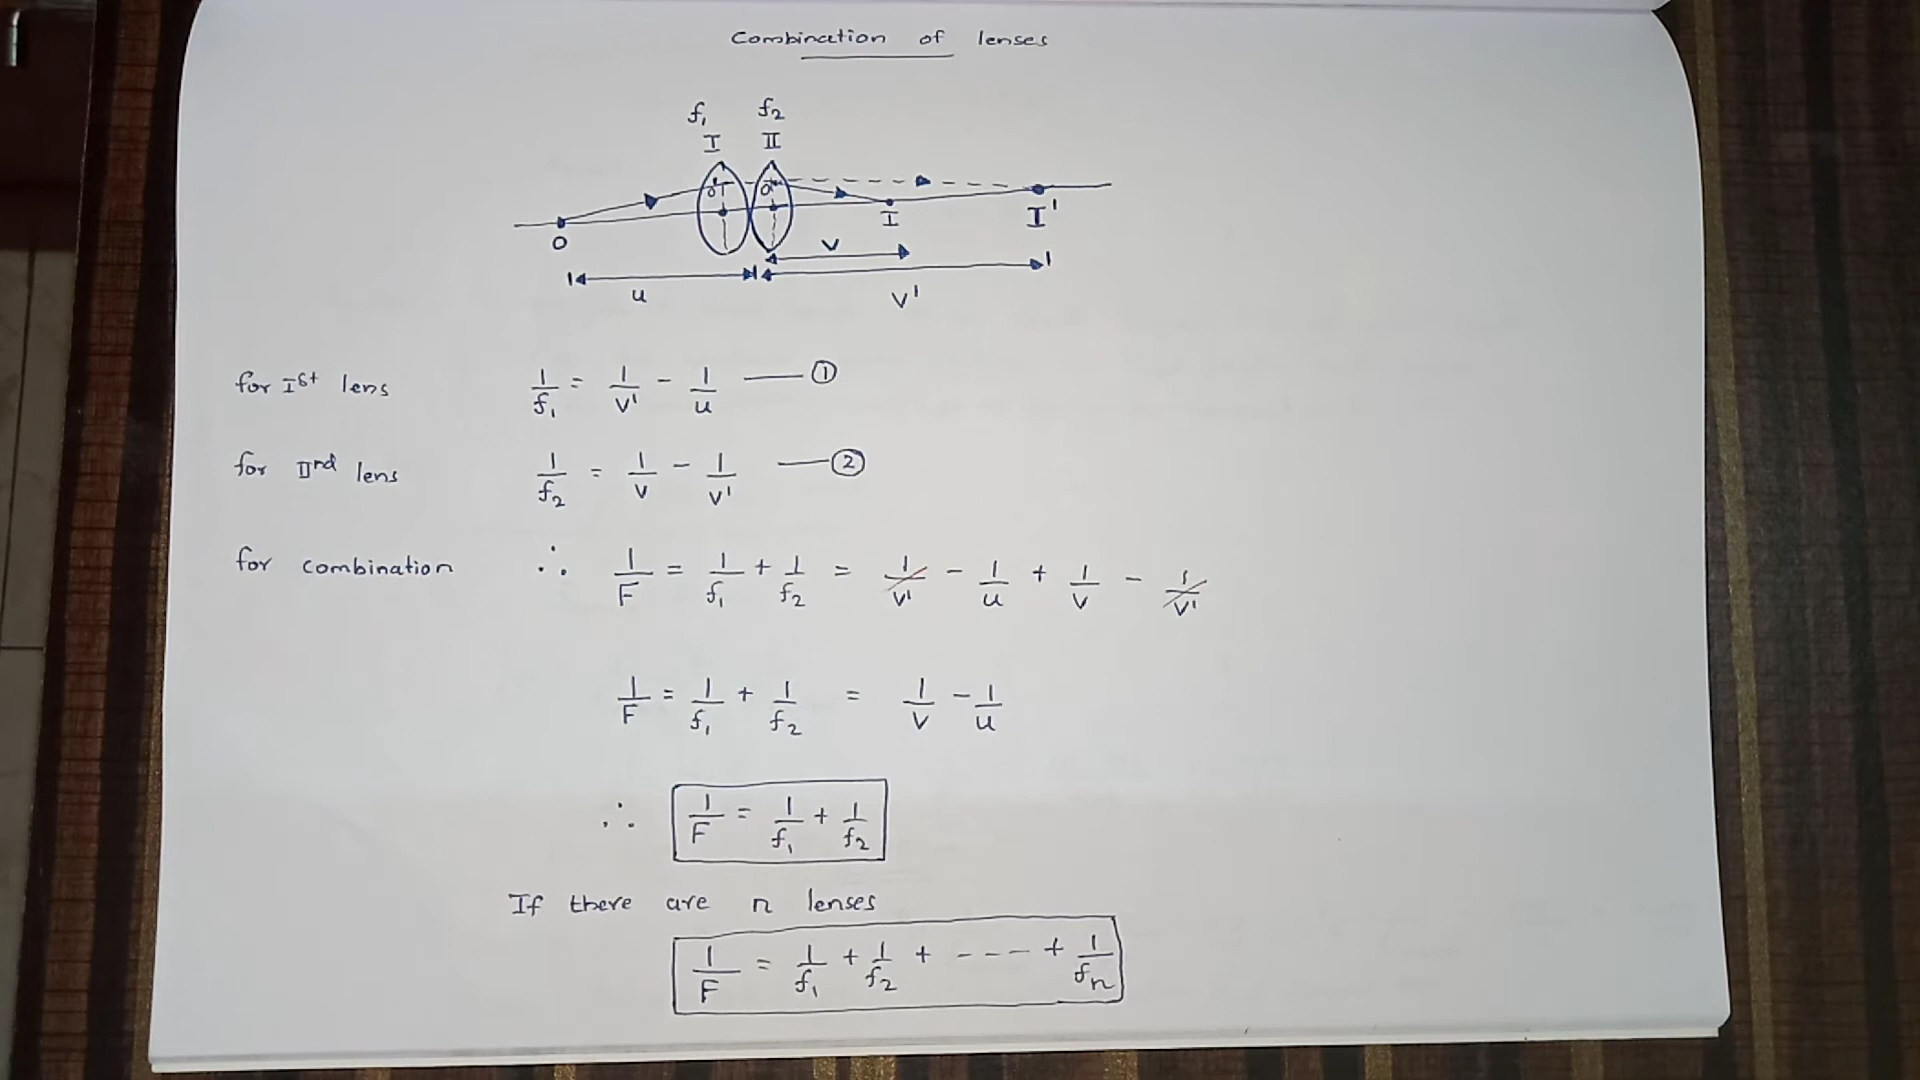 Combination of lenses
f₁ f₂
I II
O' O"
O I I'
v
u v'
for Ist lens 1/f₁ = 1/v' - 1/u —— ①
for IInd lens 1/f₂ = 1/v - 1/v' —— ②
for combination ∴ 1/F = 1/f₁ + 1/f₂ = 1/v' - 1/u + 1/v - 1/v'
1/F = 1/f₁ + 1/f₂ = 1/v - 1/u
∴ 1/F = 1/f₁ + 1/f₂
If there are n lenses
1/F = 1/f₁ + 1/f₂ + ---- + 1/fn